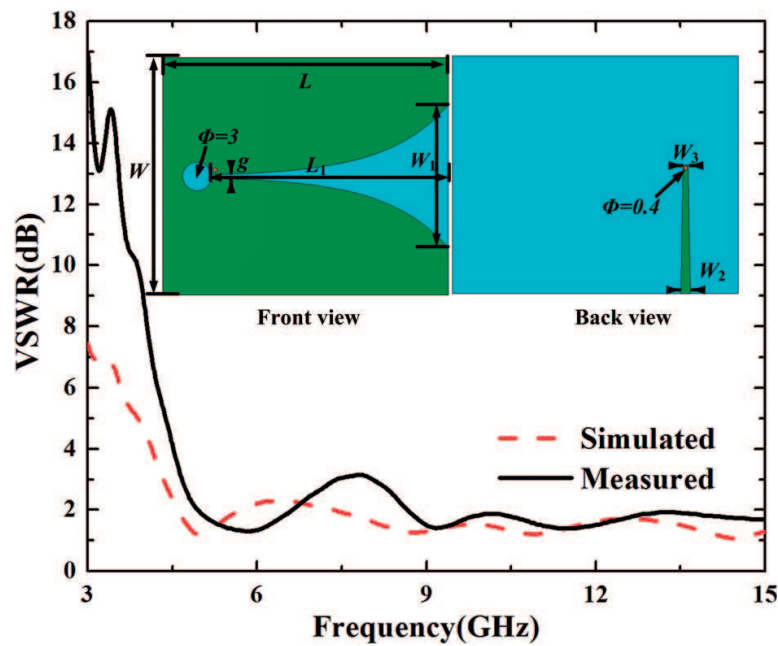 18
16
14
12
10
8
6
4
2
0
VSWR(dB)
3
6
9
12
15
Frequency(GHz)
L
W
Φ=3
g
L1
W1
Front view
W3
Φ=0.4
W2
Back view
Simulated
Measured